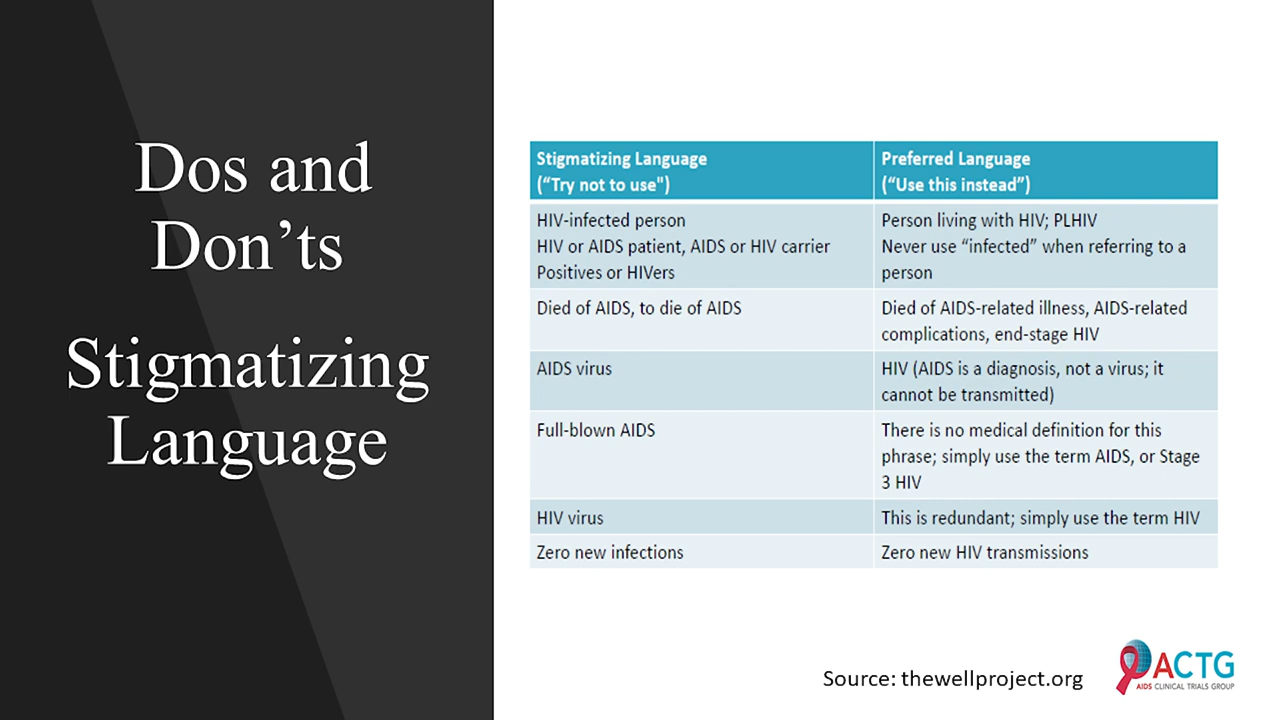 Dos and
Don’ts
Stigmatizing
Language
Stigmatizing Language
(“Try not to use")
Preferred Language
(“Use this instead”)
HIV-infected person
HIV or AIDS patient, AIDS or HIV carrier
Positives or HIVers
Person living with HIV; PLHIV
Never use “infected” when referring to a
person
Died of AIDS, to die of AIDS
Died of AIDS-related illness, AIDS-related
complications, end-stage HIV
AIDS virus
HIV (AIDS is a diagnosis, not a virus; it
cannot be transmitted)
Full-blown AIDS
There is no medical definition for this
phrase; simply use the term AIDS, or Stage
3 HIV
HIV virus
This is redundant; simply use the term HIV
Zero new infections
Zero new HIV transmissions
Source: thewellproject.org
ACTG
AIDS CLINICAL TRIALS GROUP